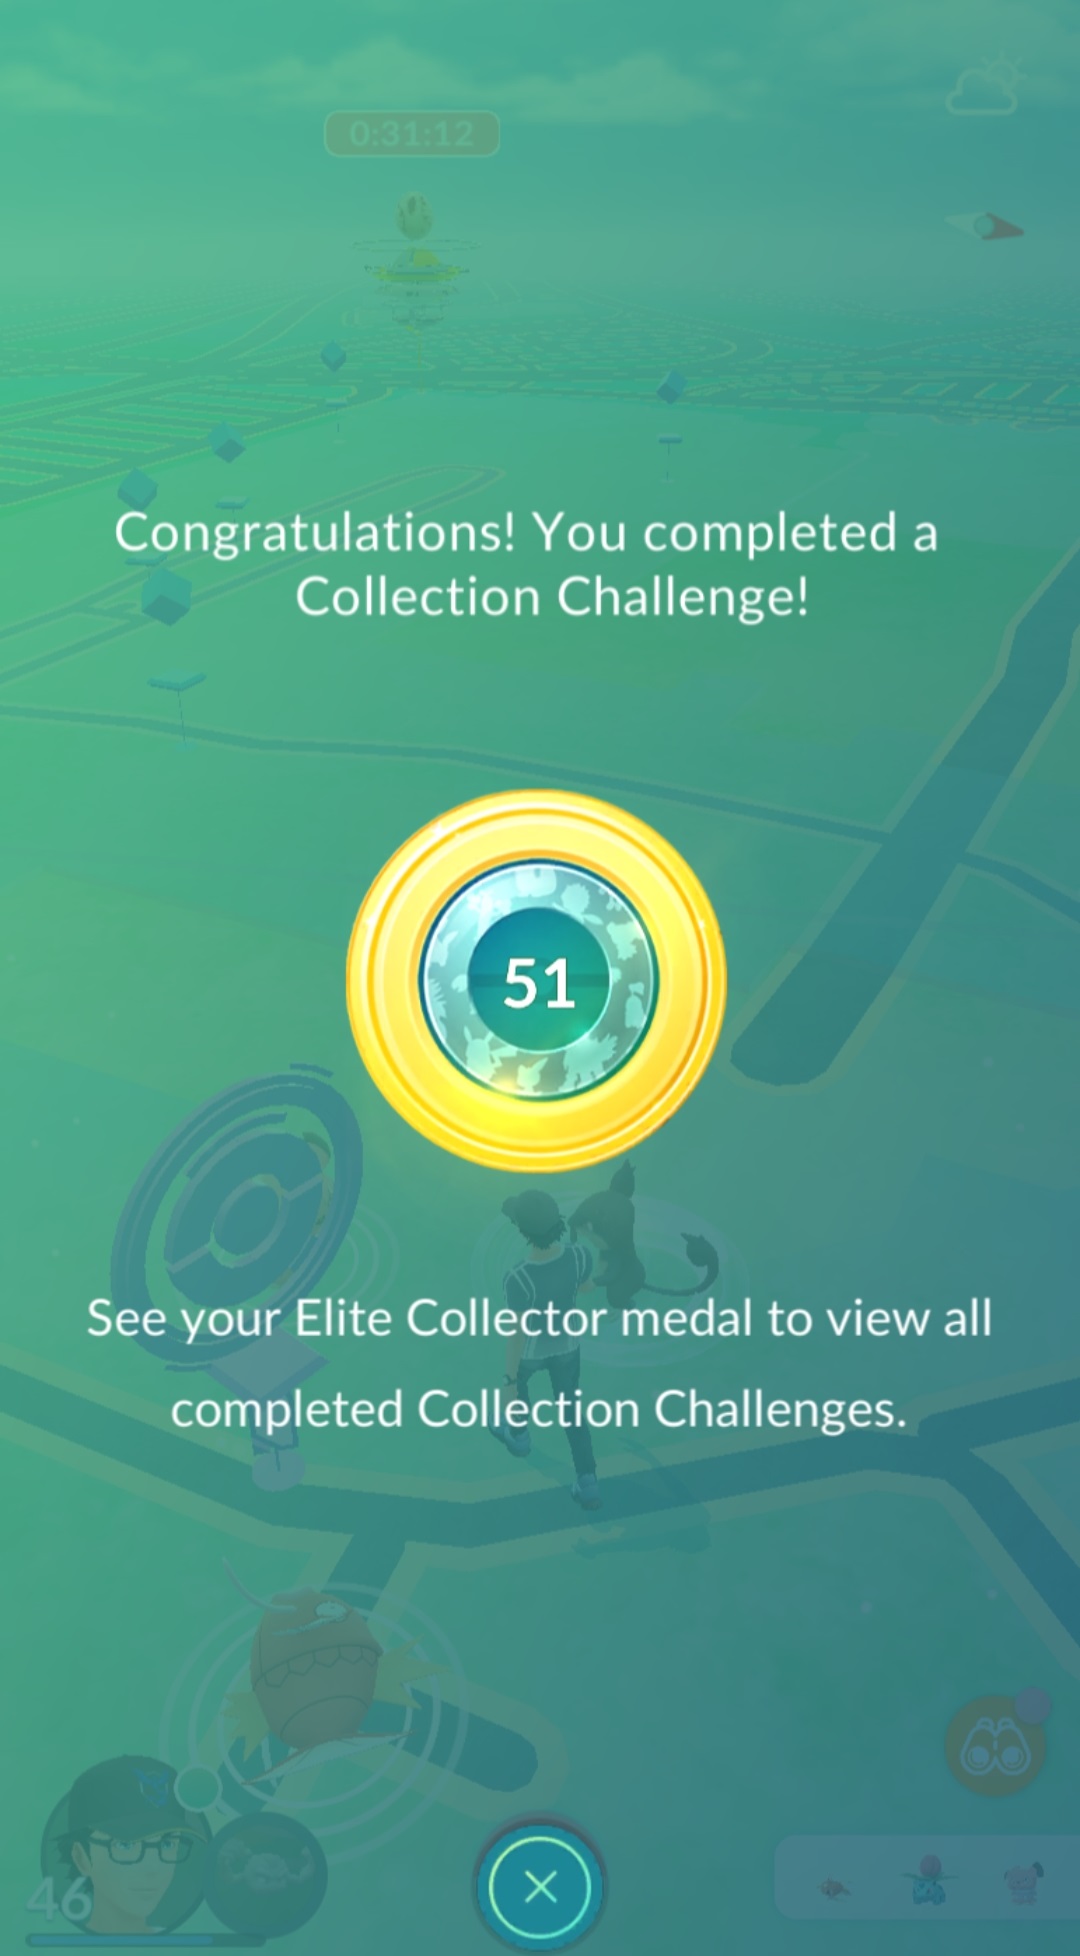 0:31:12
Congratulations! You completed a
Collection Challenge!
51
See your Elite Collector medal to view all
completed Collection Challenges.
46